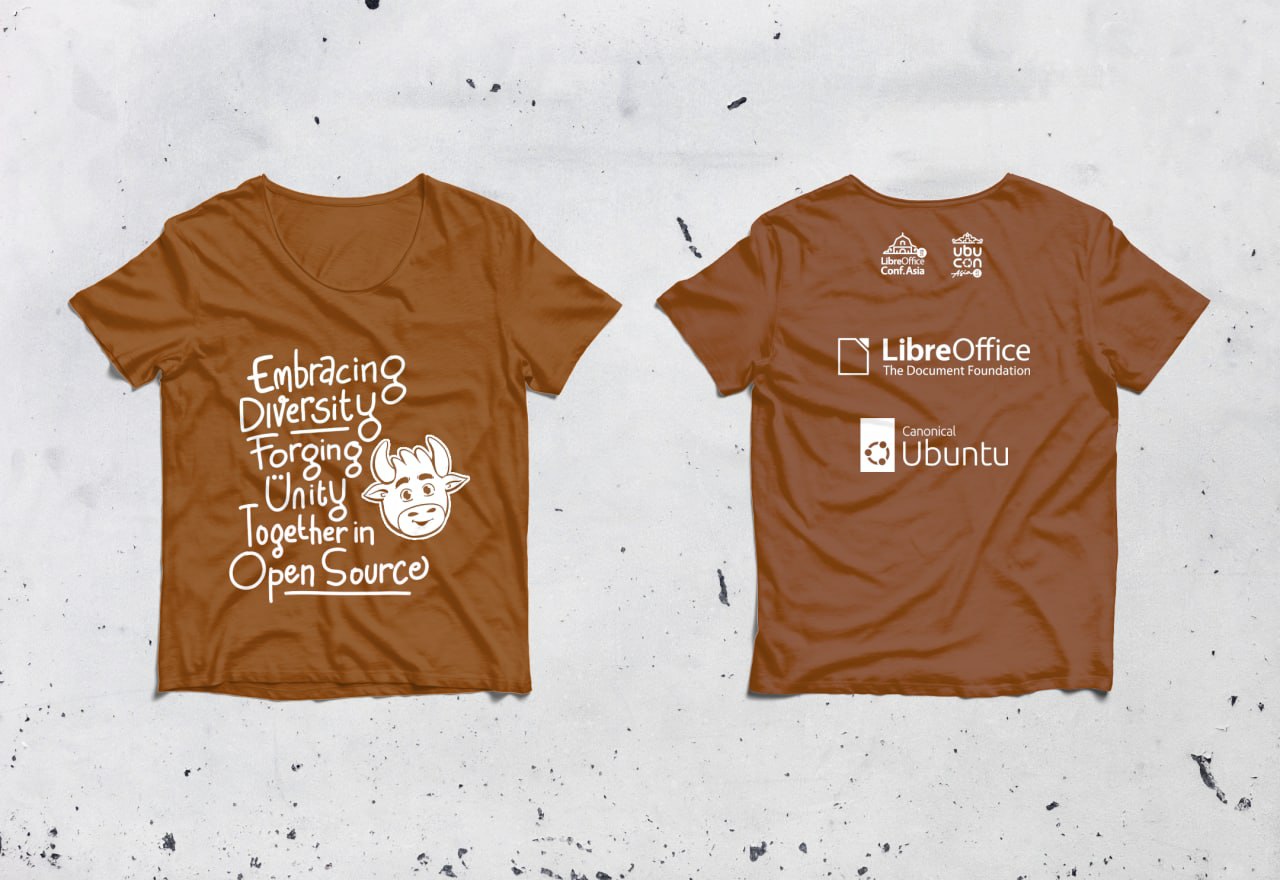 Embracing
Diversity
Forging
Ünity
Together in
Open Source
LibreOffice
Conf.Asia
ubu
con
Asia
LibreOffice
The Document Foundation
Canonical
Ubuntu